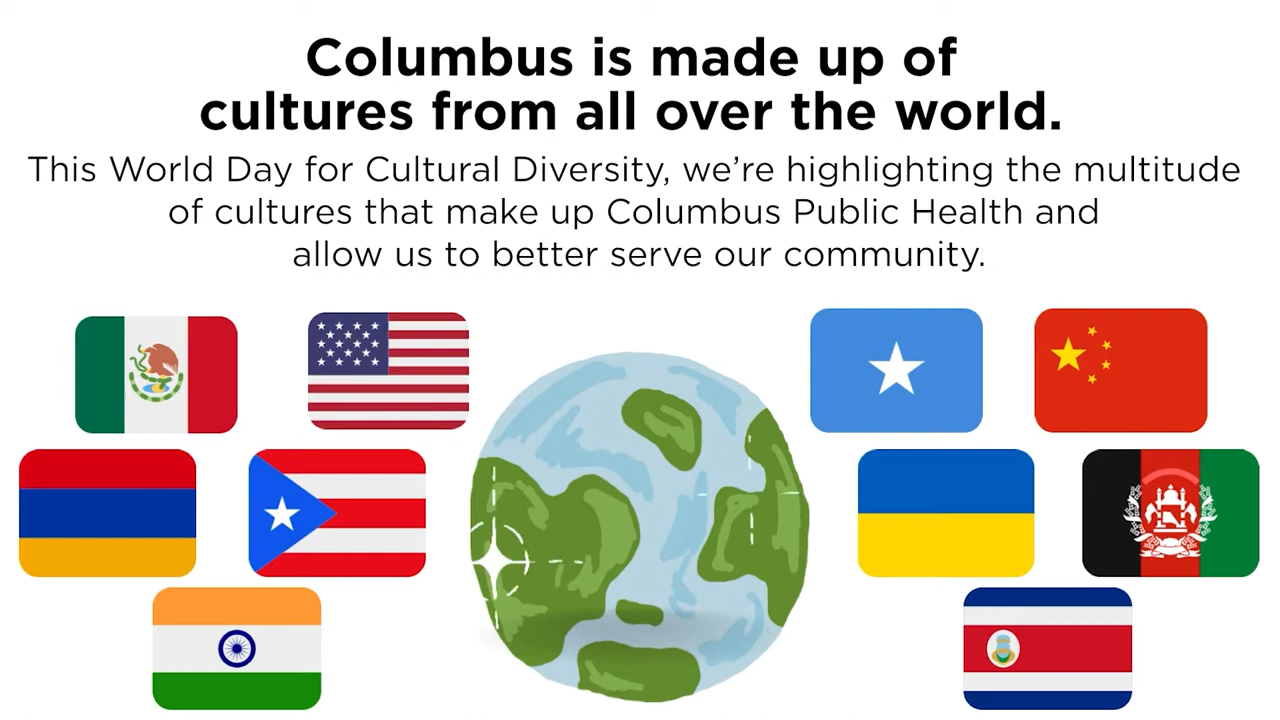 Columbus is made up of
cultures from all over the world.
This World Day for Cultural Diversity, we’re highlighting the multitude
of cultures that make up Columbus Public Health and
allow us to better serve our community.